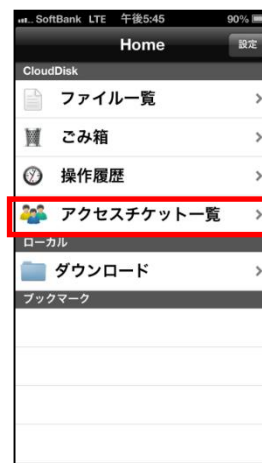 SoftBank LTE 午後5:45 90%
Home 設定
CloudDisk
ファイル一覧
ごみ箱
操作履歴
アクセスチケット一覧
ローカル
ダウンロード
ブックマーク